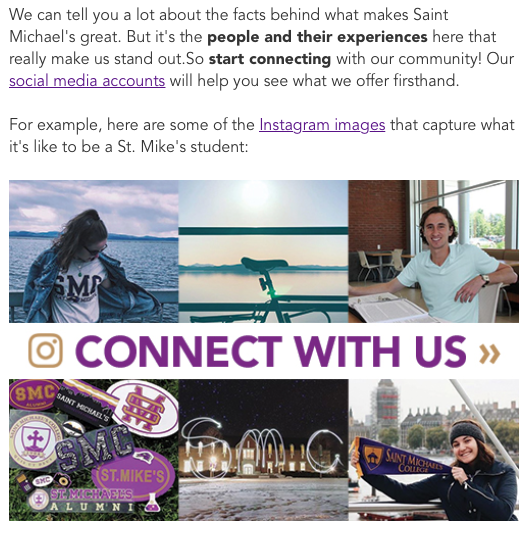 We can tell you a lot about the facts behind what makes Saint
Michael's great. But it's the people and their experiences here that
really make us stand out.So start connecting with our community! Our
social media accounts will help you see what we offer firsthand.
For example, here are some of the Instagram images that capture what
it's like to be a St. Mike's student:
SMC
CONNECT WITH US »
SMC
SAINT MICHAEL'S
SMC
SMC
SMC
(ST.MIKE'S)
ST.MICHAEL'S
ALUMNI
SMC
SAINT MICHAEL'S
COLLEGE